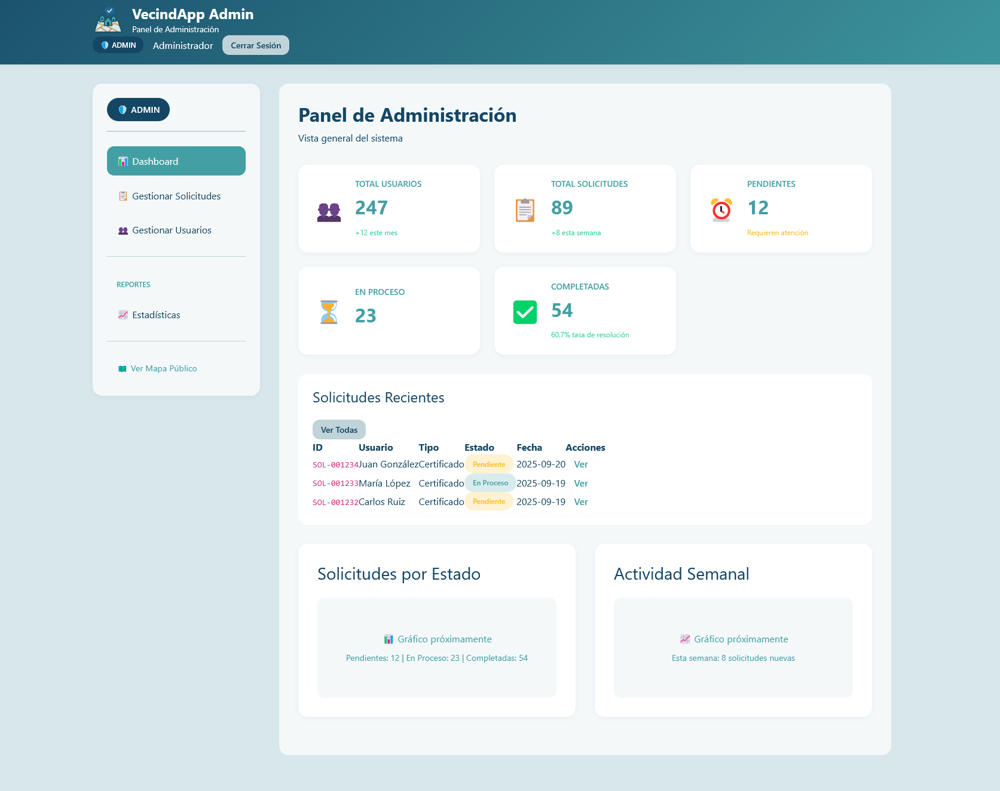 VecindApp Admin
Panel de Administración
ADMIN Administrador Cerrar Sesión
ADMIN
Dashboard
Gestionar Solicitudes
Gestionar Usuarios
REPORTES
Estadísticas
Ver Mapa Público
Panel de Administración
Vista general del sistema
TOTAL USUARIOS
247
+12 este mes
TOTAL SOLICITUDES
89
+8 esta semana
PENDIENTES
12
Requieren atención
EN PROCESO
23
COMPLETADAS
54
60.7% tasa de resolución
Solicitudes Recientes
Ver Todas
ID Usuario Tipo Estado Fecha Acciones
SOL-001234 Juan González Certificado Pendiente 2025-09-20 Ver
SOL-001233 María López Certificado En Proceso 2025-09-19 Ver
SOL-001232 Carlos Ruiz Certificado Pendiente 2025-09-19 Ver
Solicitudes por Estado
Gráfico próximamente
Pendientes: 12 | En Proceso: 23 | Completadas: 54
Actividad Semanal
Gráfico próximamente
Esta semana: 8 solicitudes nuevas